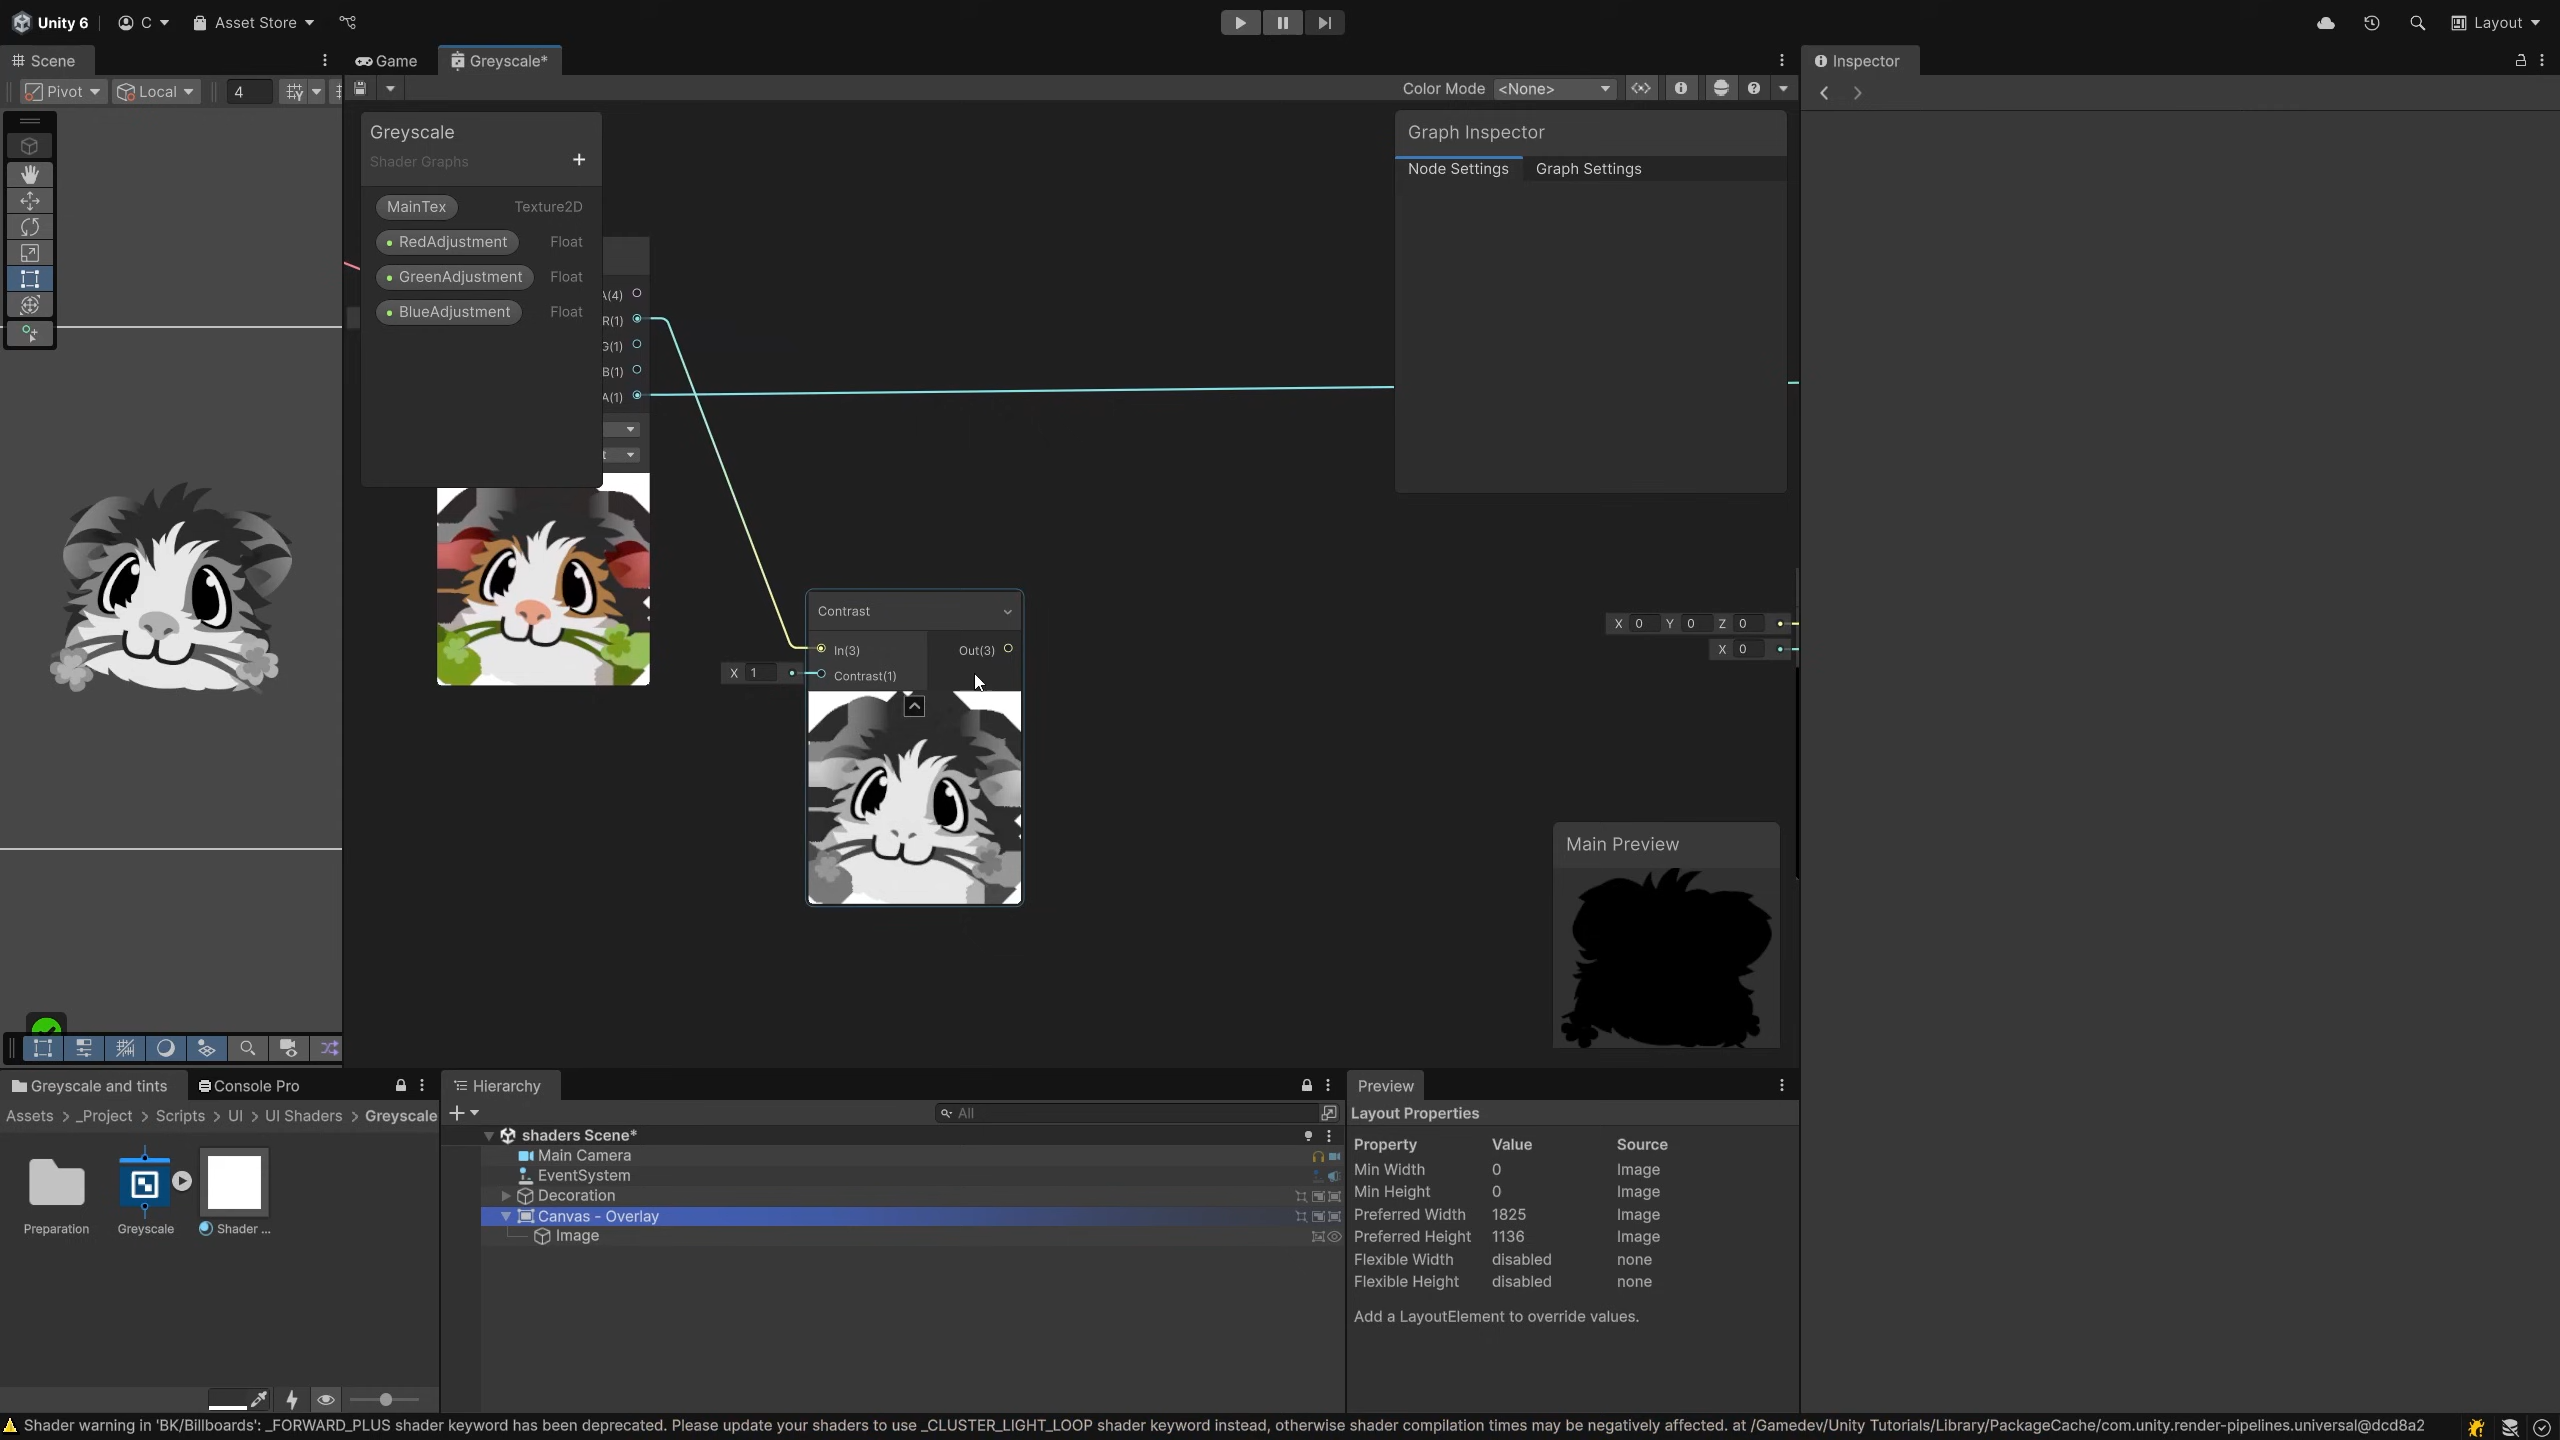 Unity 6
C
Asset Store
Layout
Scene
Game
Greyscale*
Inspector
Pivot
Local
4
Color Mode
<None>
Greyscale
Shader Graphs
+
MainTex
Texture2D
RedAdjustment
Float
GreenAdjustment
Float
BlueAdjustment
Float
A(4)
R(1)
G(1)
B(1)
A(1)
t
Graph Inspector
Node Settings
Graph Settings
Contrast
In(3)
Out(3)
X 1
Contrast(1)
X 0 Y 0 Z 0
X 0
Main Preview
Greyscale and tints
Console Pro
Assets > _Project > Scripts > UI > UI Shaders > Greyscale
Preparation
Greyscale
Shader ...
Hierarchy
All
shaders Scene*
Main Camera
EventSystem
Decoration
Canvas - Overlay
Image
Preview
Layout Properties
Property Value Source
Min Width 0 Image
Min Height 0 Image
Preferred Width 1825 Image
Preferred Height 1136 Image
Flexible Width disabled none
Flexible Height disabled none
Add a LayoutElement to override values.
Shader warning in 'BK/Billboards': _FORWARD_PLUS shader keyword has been deprecated. Please update your shaders to use _CLUSTER_LIGHT_LOOP shader keyword instead, otherwise shader compilation times may be negatively affected. at /Gamedev/Unity Tutorials/Library/PackageCache/com.unity.render-pipelines.universal@dcd8a2